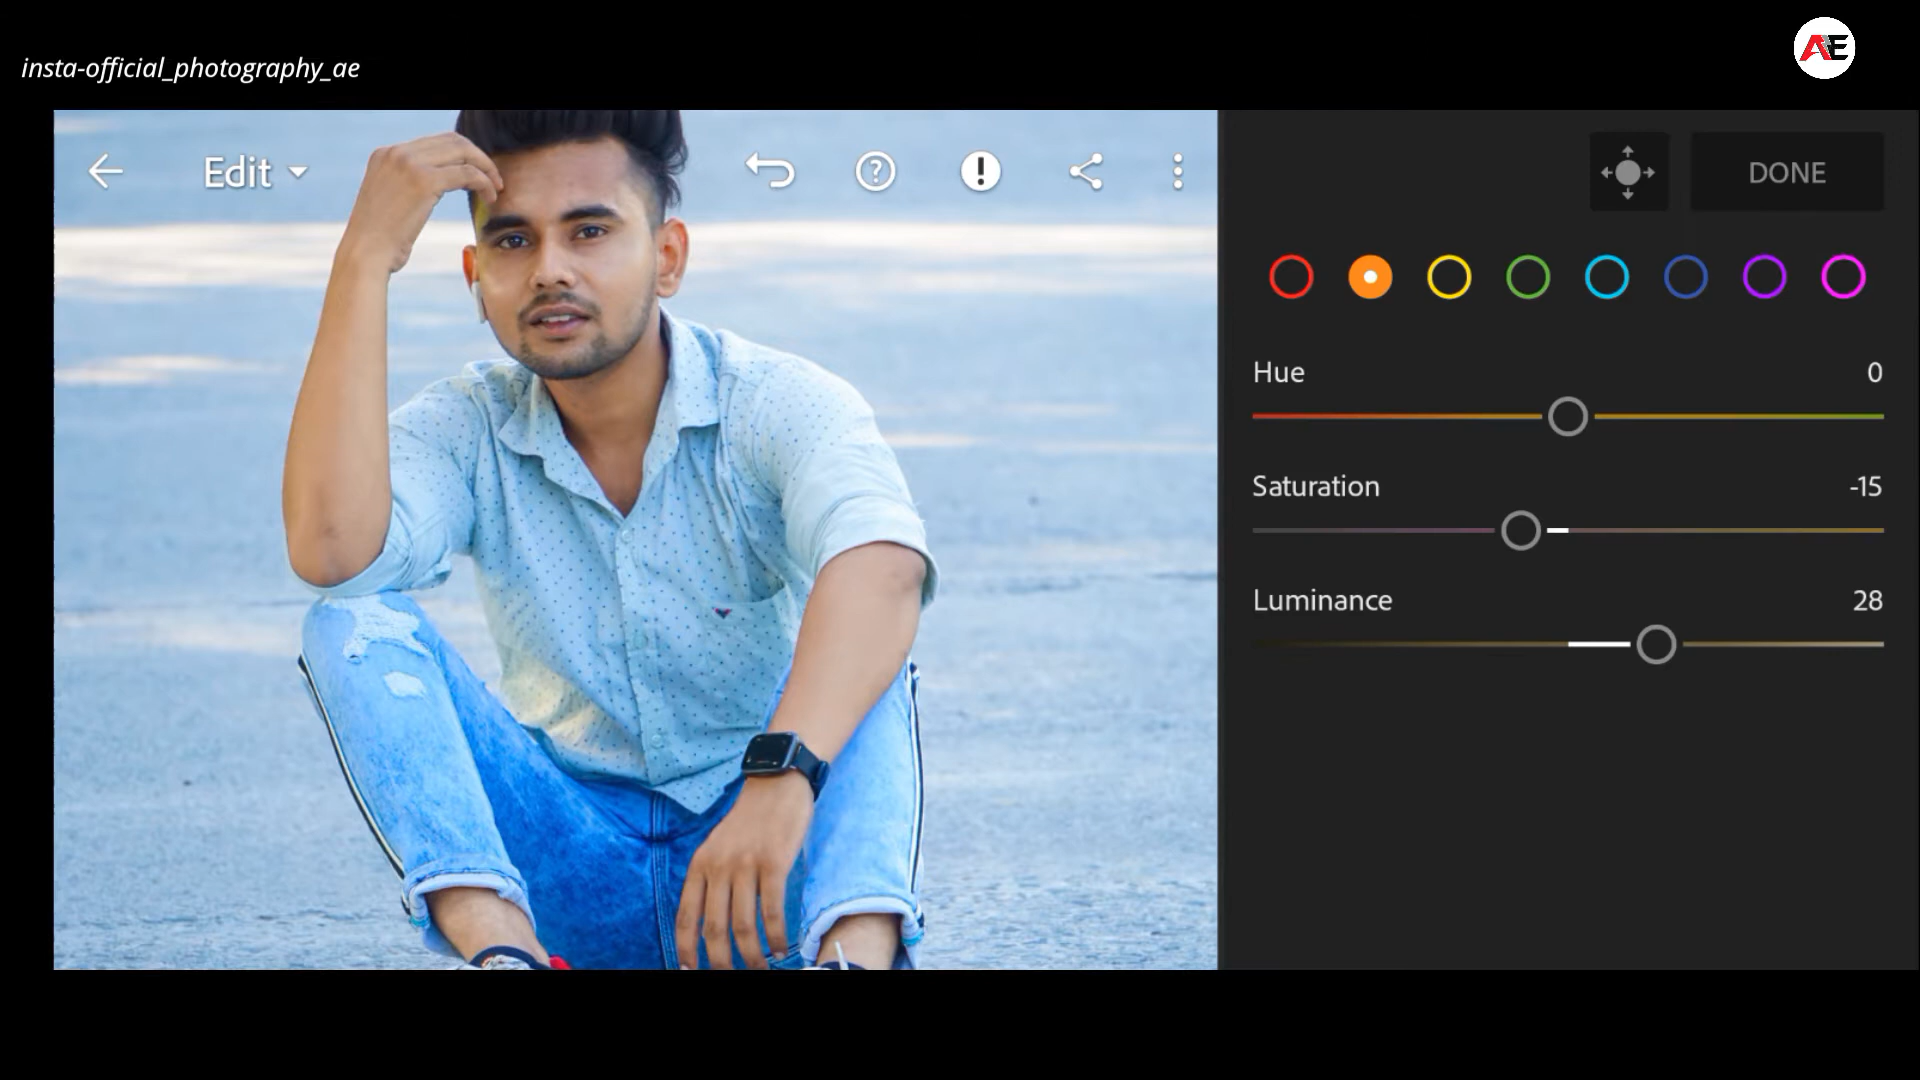 insta-official_photography_ae
AE
Edit
DONE
Hue
0
Saturation
-15
Luminance
28